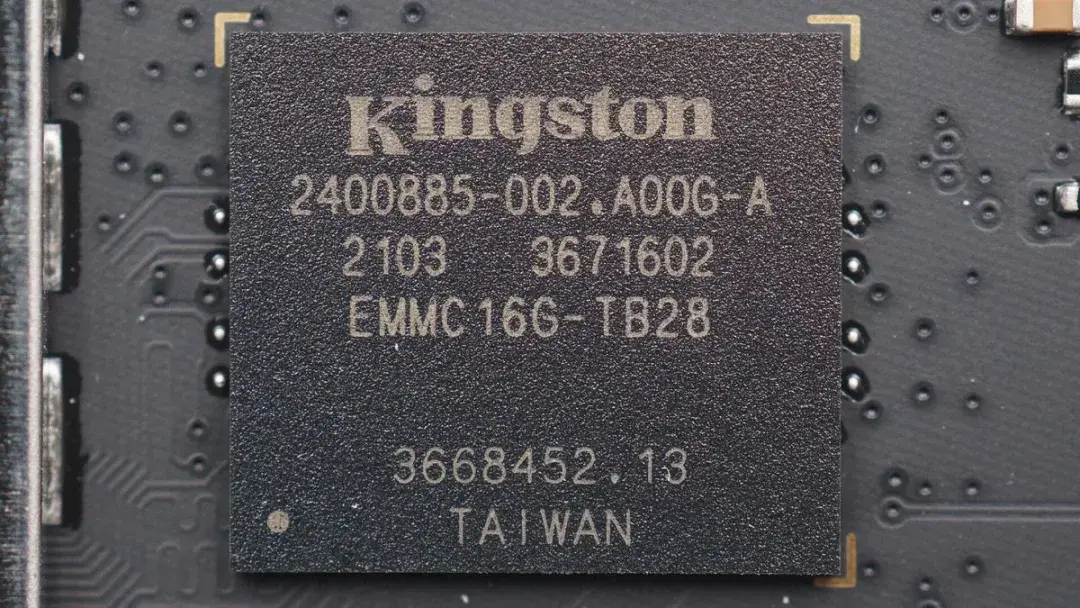 Kingston
2400885-002.A00G-A
2103 3671602
EMMC16G-TB28
3668452.13
TAIWAN